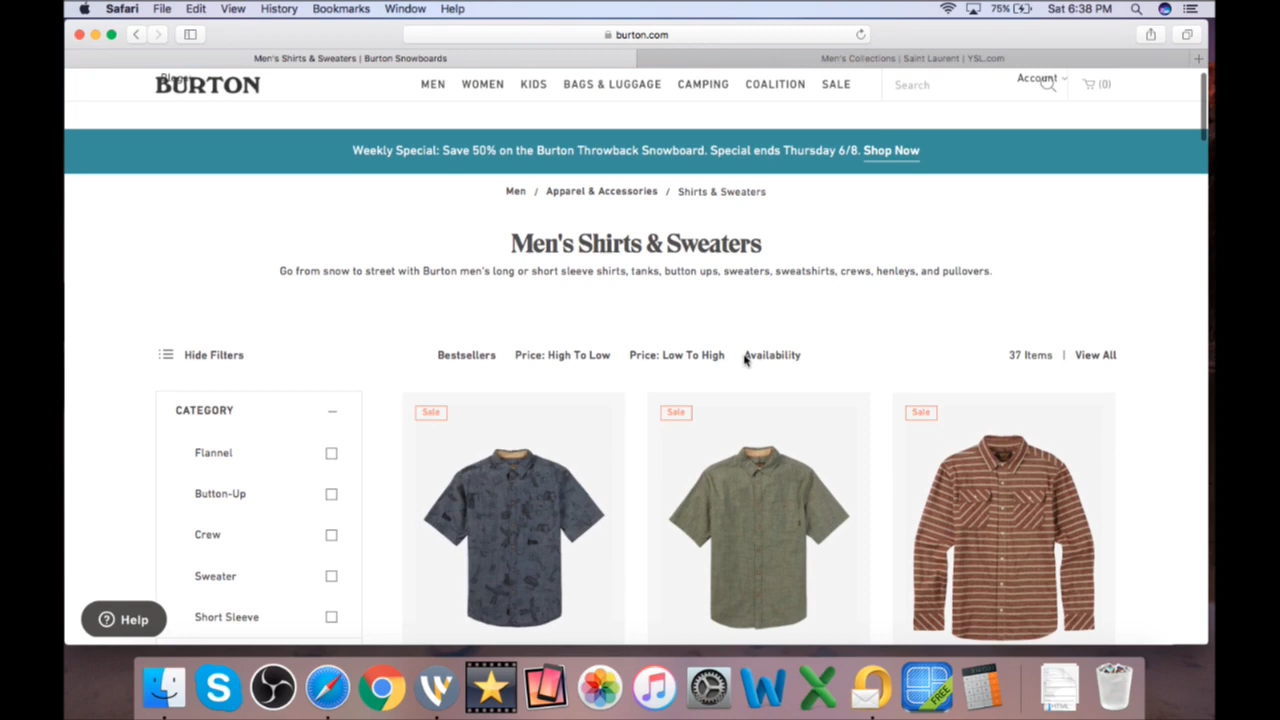 Safari File Edit View History Bookmarks Window Help 75% Sat 6:38 PM
burton.com
Men's Shirts & Sweaters | Burton Snowboards Men's Collections | Saint Laurent | YSL.com
Account
BURTON MEN WOMEN KIDS BAGS & LUGGAGE CAMPING COALITION SALE Search (0)
Weekly Special: Save 50% on the Burton Throwback Snowboard. Special ends Thursday 6/8. Shop Now
Men / Apparel & Accessories / Shirts & Sweaters
Men's Shirts & Sweaters
Go from snow to street with Burton men's long or short sleeve shirts, tanks, button ups, sweaters, sweatshirts, crews, henleys, and pullovers.
Hide Filters Bestsellers Price: High To Low Price: Low To High Availability 37 Items | View All
CATEGORY
Sale Sale Sale
Flannel
Button-Up
Crew
Sweater
Short Sleeve
Help
FREE
HTML